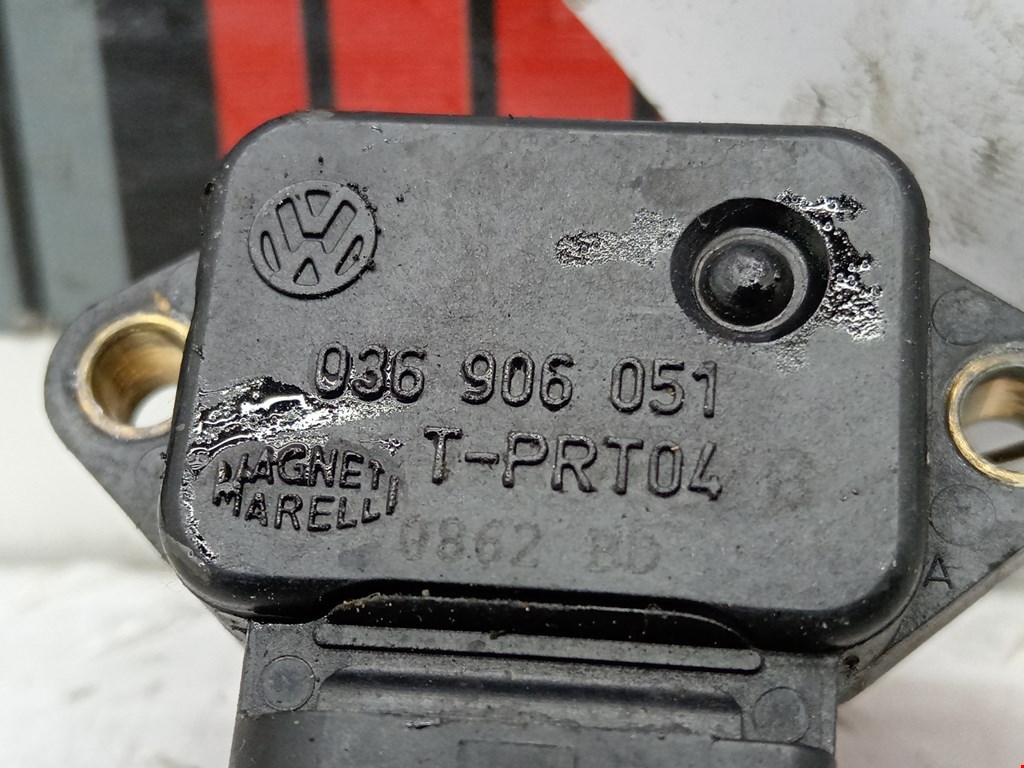 036 906 051
T-PRT04
MAGNETI
MARELLI
0862
A